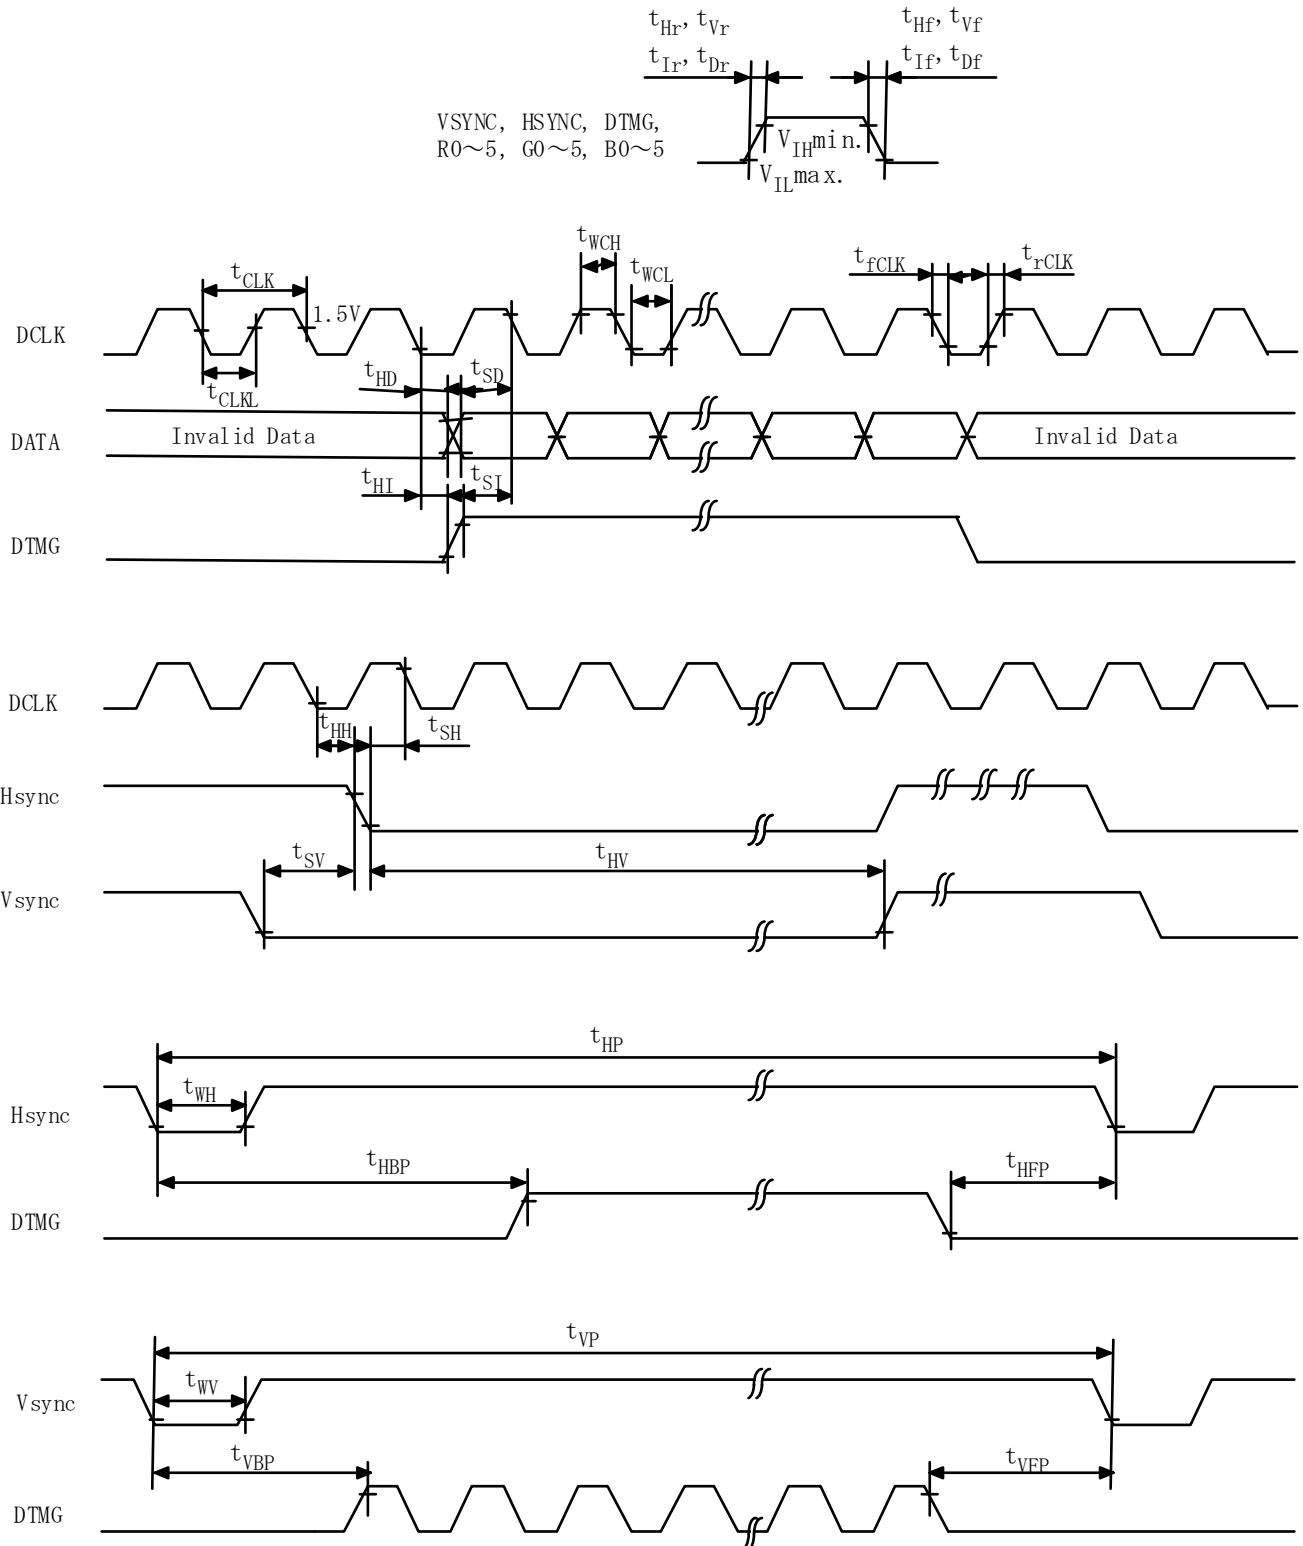 tHr, tVr
tIr, tDr
tHf, tVf
tIf, tDf
VSYNC, HSYNC, DTMG,
R0～5, G0～5, B0～5
VIHmin.
VILmax.
tWCH
tWCL
tCLK
tfCLK
trCLK
1.5V
DCLK
tCLKL
tHD
tSD
DATA
Invalid Data
Invalid Data
tHI
tSI
DTMG
DCLK
tHH
tSH
Hsync
tSV
tHV
Vsync
tHP
tWH
Hsync
tHBP
tHFP
DTMG
tVP
tWV
Vsync
tVBP
tVFP
DTMG